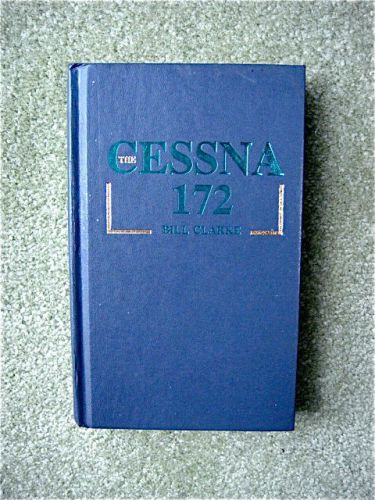 THE CESSNA
172
BILL CLARKE